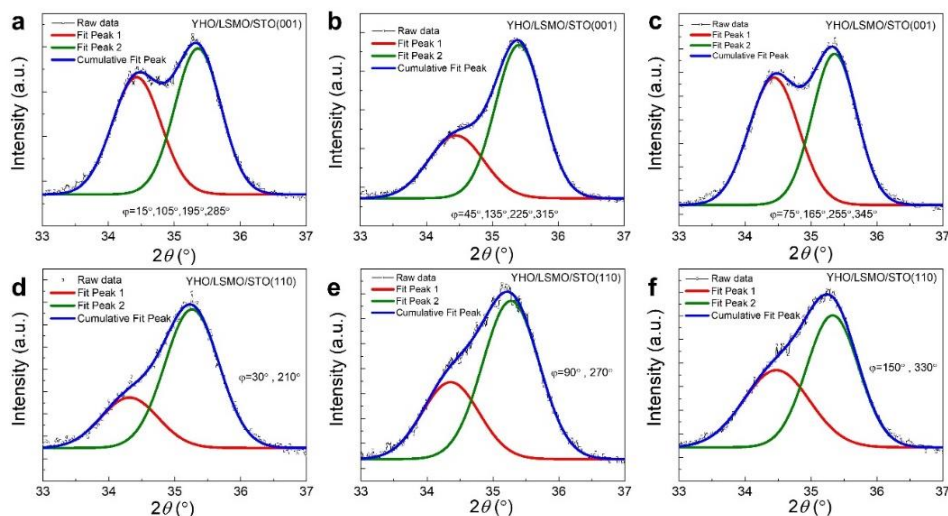 a
Raw data
Fit Peak 1
Fit Peak 2
Cumulative Fit Peak
YHO/LSMO/STO(001)
φ=15°,105°,195°,285°
Intensity (a.u.)
33 34 35 36 37
2θ (°)
b
Raw data
Fit Peak 1
Fit Peak 2
Cumulative Fit Peak
YHO/LSMO/STO(001)
φ=45°,135°,225°,315°
Intensity (a.u.)
33 34 35 36 37
2θ (°)
c
Raw data
Fit Peak 1
Fit Peak 2
Cumulative Fit Peak
YHO/LSMO/STO(001)
φ=75°,165°,255°,345°
Intensity (a.u.)
33 34 35 36 37
2θ (°)
d
Raw data
Fit Peak 1
Fit Peak 2
Cumulative Fit Peak
YHO/LSMO/STO(110)
φ=30° , 210°
Intensity (a.u.)
33 34 35 36 37
2θ (°)
e
Raw data
Fit Peak 1
Fit Peak 2
Cumulative Fit Peak
YHO/LSMO/STO(110)
φ=90° , 270°
Intensity (a.u.)
33 34 35 36 37
2θ (°)
f
Raw data
Fit Peak 1
Fit Peak 2
Cumulative Fit Peak
YHO/LSMO/STO(110)
φ=150° , 330°
Intensity (a.u.)
33 34 35 36 37
2θ (°)